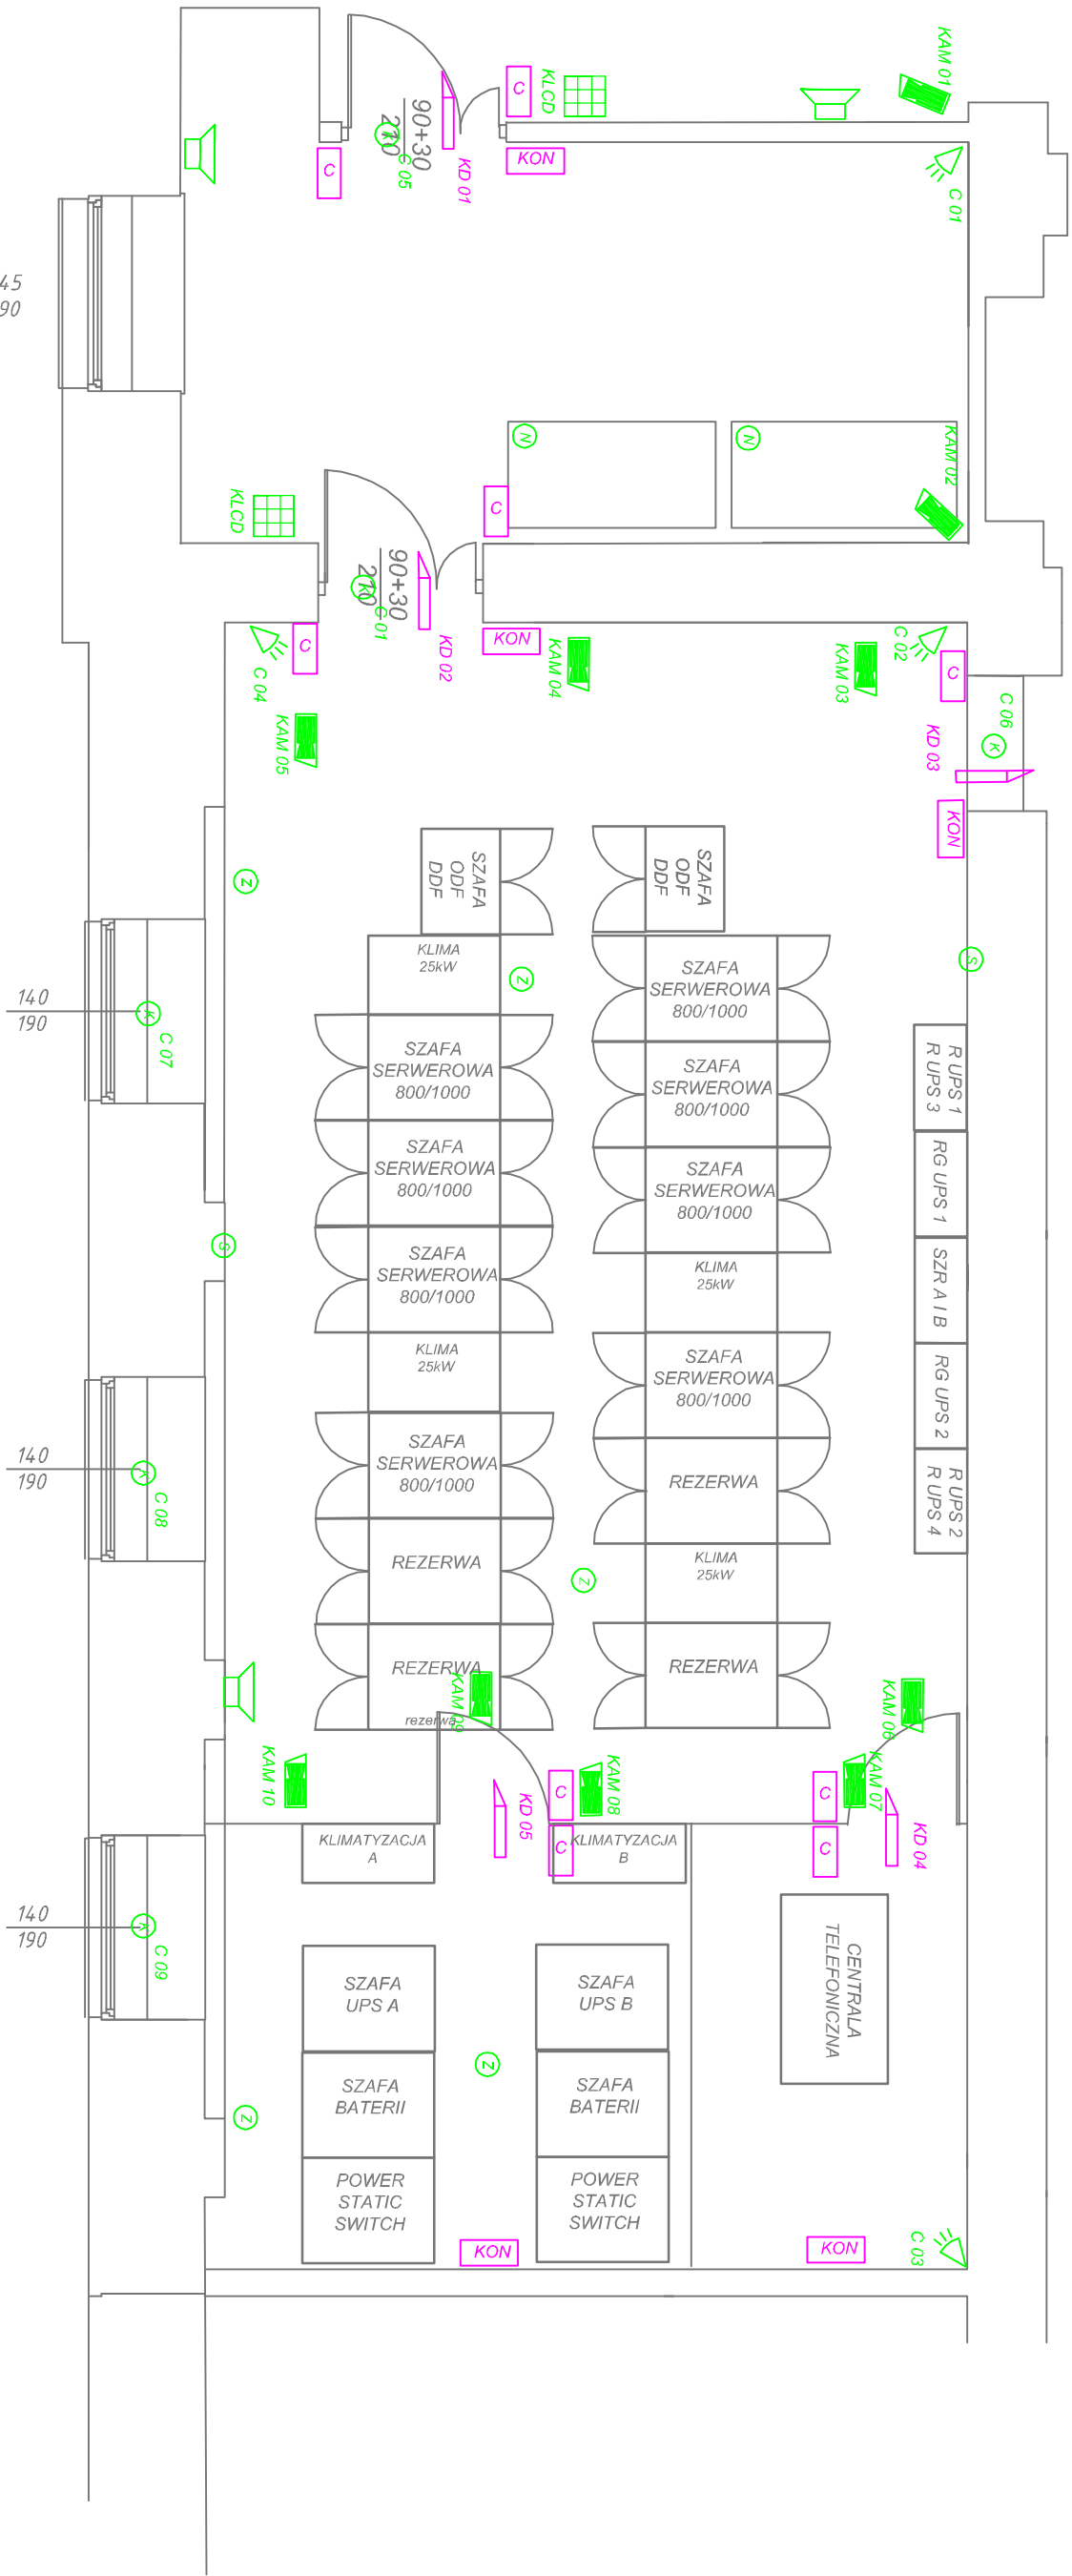 KAM 01
C
KLCD
90+30
210
K
C 05
KD 01
KON
C
C 01
45
90
N
N
KAM 02
C
KLCD
90+30
210
K
C 01
KD 02
KON
C
C 04
KAM 04
KAM 03
C 02
C
C 06
K
KD 03
KON
KAM 05
Z
SZAFA
ODF
DDF
SZAFA
ODF
DDF
KLIMA
25kW
Z
SZAFA
SERWEROWA
800/1000
S
140
190
K
C 07
SZAFA
SERWEROWA
800/1000
SZAFA
SERWEROWA
800/1000
R UPS 1
R UPS 3
SZAFA
SERWEROWA
800/1000
SZAFA
SERWEROWA
800/1000
RG UPS 1
S
SZAFA
SERWEROWA
800/1000
KLIMA
25kW
SZR A I B
KLIMA
25kW
SZAFA
SERWEROWA
800/1000
RG UPS 2
140
190
K
C 08
SZAFA
SERWEROWA
800/1000
REZERWA
R UPS 2
R UPS 4
REZERWA
Z
KLIMA
25kW
REZERWA
REZERWA
rezerwa
KAM 09
KAM 06
KAM 10
KD 05
C
C
KAM 08
C
C
KAM 07
KD 04
KLIMATYZACJA
A
KLIMATYZACJA
B
140
190
K
C 09
SZAFA
UPS A
SZAFA
UPS B
CENTRALA
TELEFONICZNA
Z
Z
SZAFA
BATERII
SZAFA
BATERII
POWER
STATIC
SWITCH
POWER
STATIC
SWITCH
KON
KON
C 03